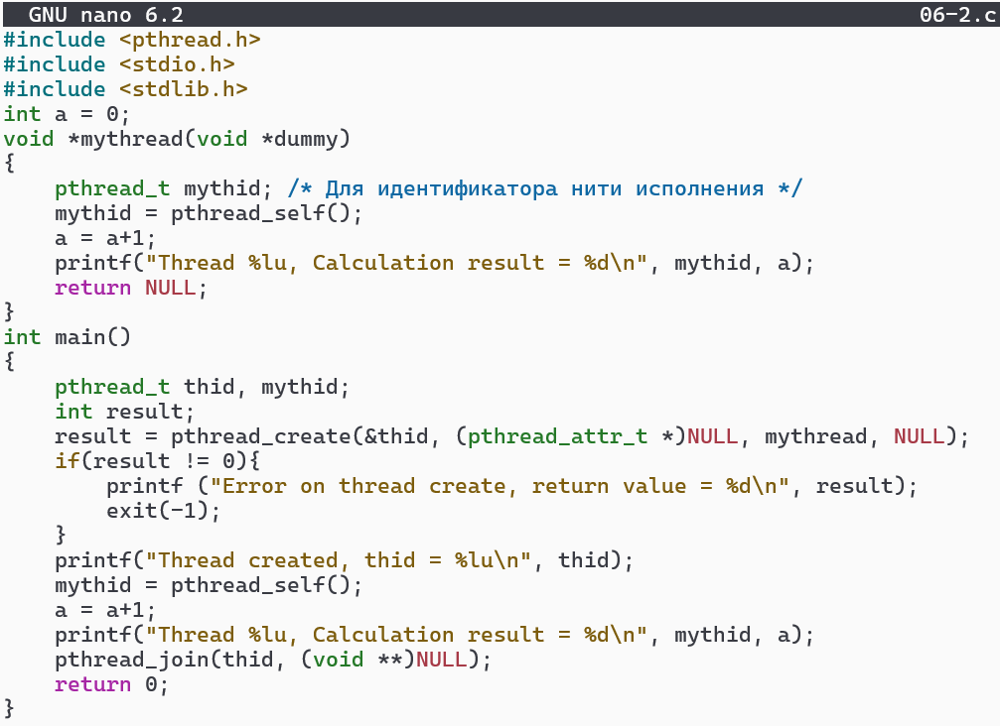 GNU nano 6.2 06-2.c
#include <pthread.h>
#include <stdio.h>
#include <stdlib.h>
int a = 0;
void *mythread(void *dummy)
{
    pthread_t mythid; /* Для идентификатора нити исполнения */
    mythid = pthread_self();
    a = a+1;
    printf("Thread %lu, Calculation result = %d\n", mythid, a);
    return NULL;
}
int main()
{
    pthread_t thid, mythid;
    int result;
    result = pthread_create(&thid, (pthread_attr_t *)NULL, mythread, NULL);
    if(result != 0){
        printf ("Error on thread create, return value = %d\n", result);
        exit(-1);
    }
    printf("Thread created, thid = %lu\n", thid);
    mythid = pthread_self();
    a = a+1;
    printf("Thread %lu, Calculation result = %d\n", mythid, a);
    pthread_join(thid, (void **)NULL);
    return 0;
}